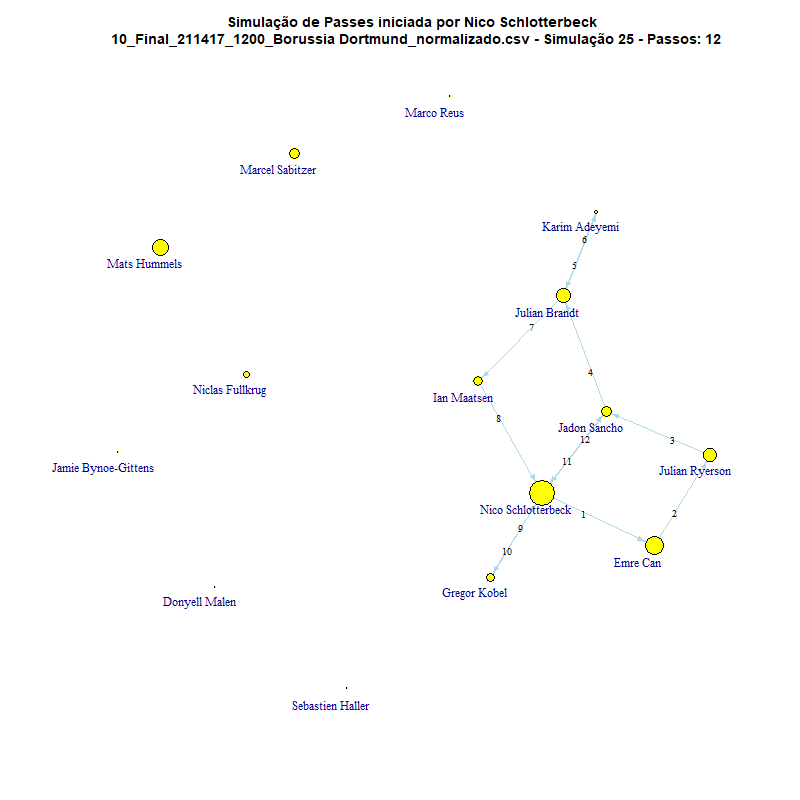 Simulação de Passes iniciada por Nico Schlotterbeck
10_Final_211417_1200_Borussia Dortmund_normalizado.csv - Simulação 25 - Passos: 12
Marco Reus
Marcel Sabitzer
Karim Adeyemi
6
Mats Hummels
5
Julian Brandt
7
4
Niclas Fullkrug
Ian Maatsen
8
Jadon Sancho
12
3
11
Jamie Bynoe-Gittens
Julian Ryerson
Nico Schlotterbeck
1
2
9
10
Emre Can
Gregor Kobel
Donyell Malen
Sebastien Haller